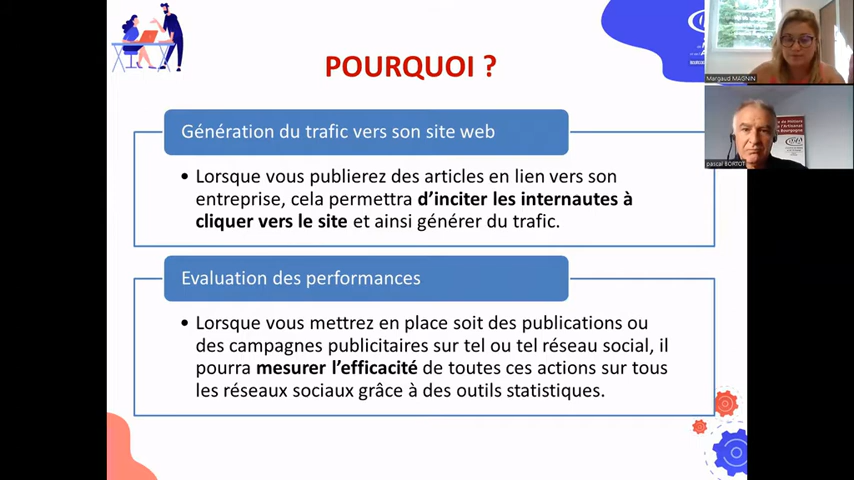 POURQUOI ?
Génération du trafic vers son site web
• Lorsque vous publierez des articles en lien vers son
entreprise, cela permettra d’inciter les internautes à
cliquer vers le site et ainsi générer du trafic.
Evaluation des performances
• Lorsque vous mettrez en place soit des publications ou
des campagnes publicitaires sur tel ou tel réseau social, il
pourra mesurer l’efficacité de toutes ces actions sur tous
les réseaux sociaux grâce à des outils statistiques.
Margaud MAGNIN
pascal BORTOT